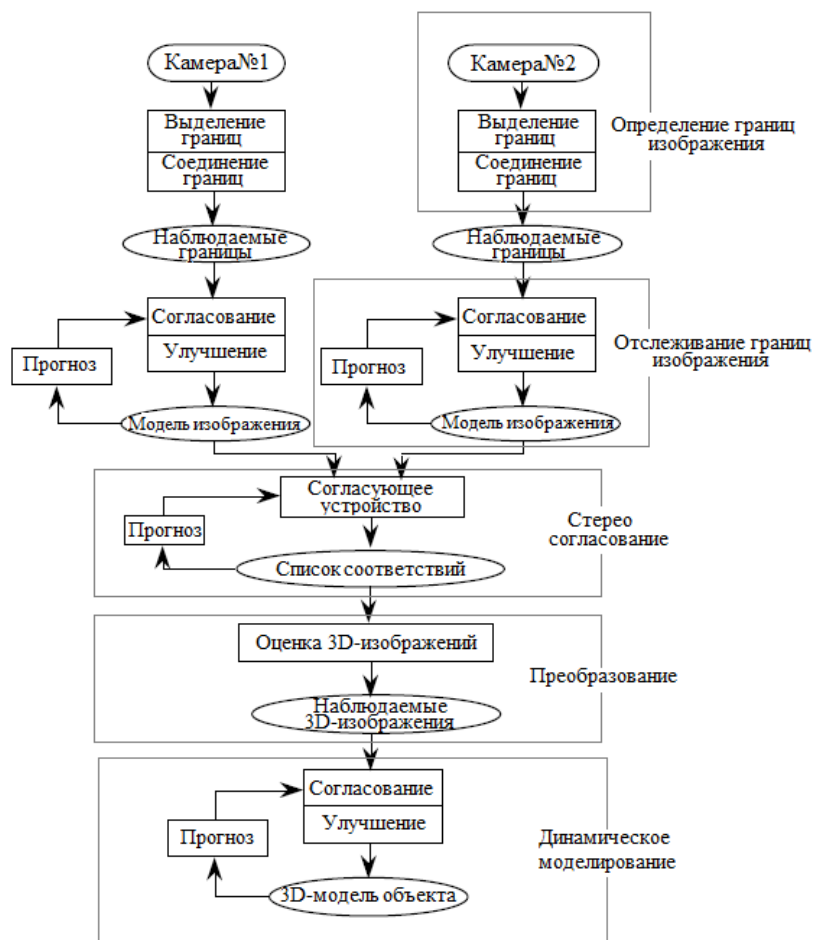 Камера№1
Камера№2
Выделение
границ
Соединение
границ
Выделение
границ
Соединение
границ
Определение границ
изображения
Наблюдаемые
границы
Наблюдаемые
границы
Согласование
Улучшение
Прогноз
Модель изображения
Согласование
Улучшение
Прогноз
Модель изображения
Отслеживание границ
изображения
Согласующее
устройство
Прогноз
Список соответствий
Стерео
согласование
Оценка 3D-изображений
Наблюдаемые
3D-изображения
Преобразование
Согласование
Улучшение
Прогноз
3D-модель объекта
Динамическое
моделирование